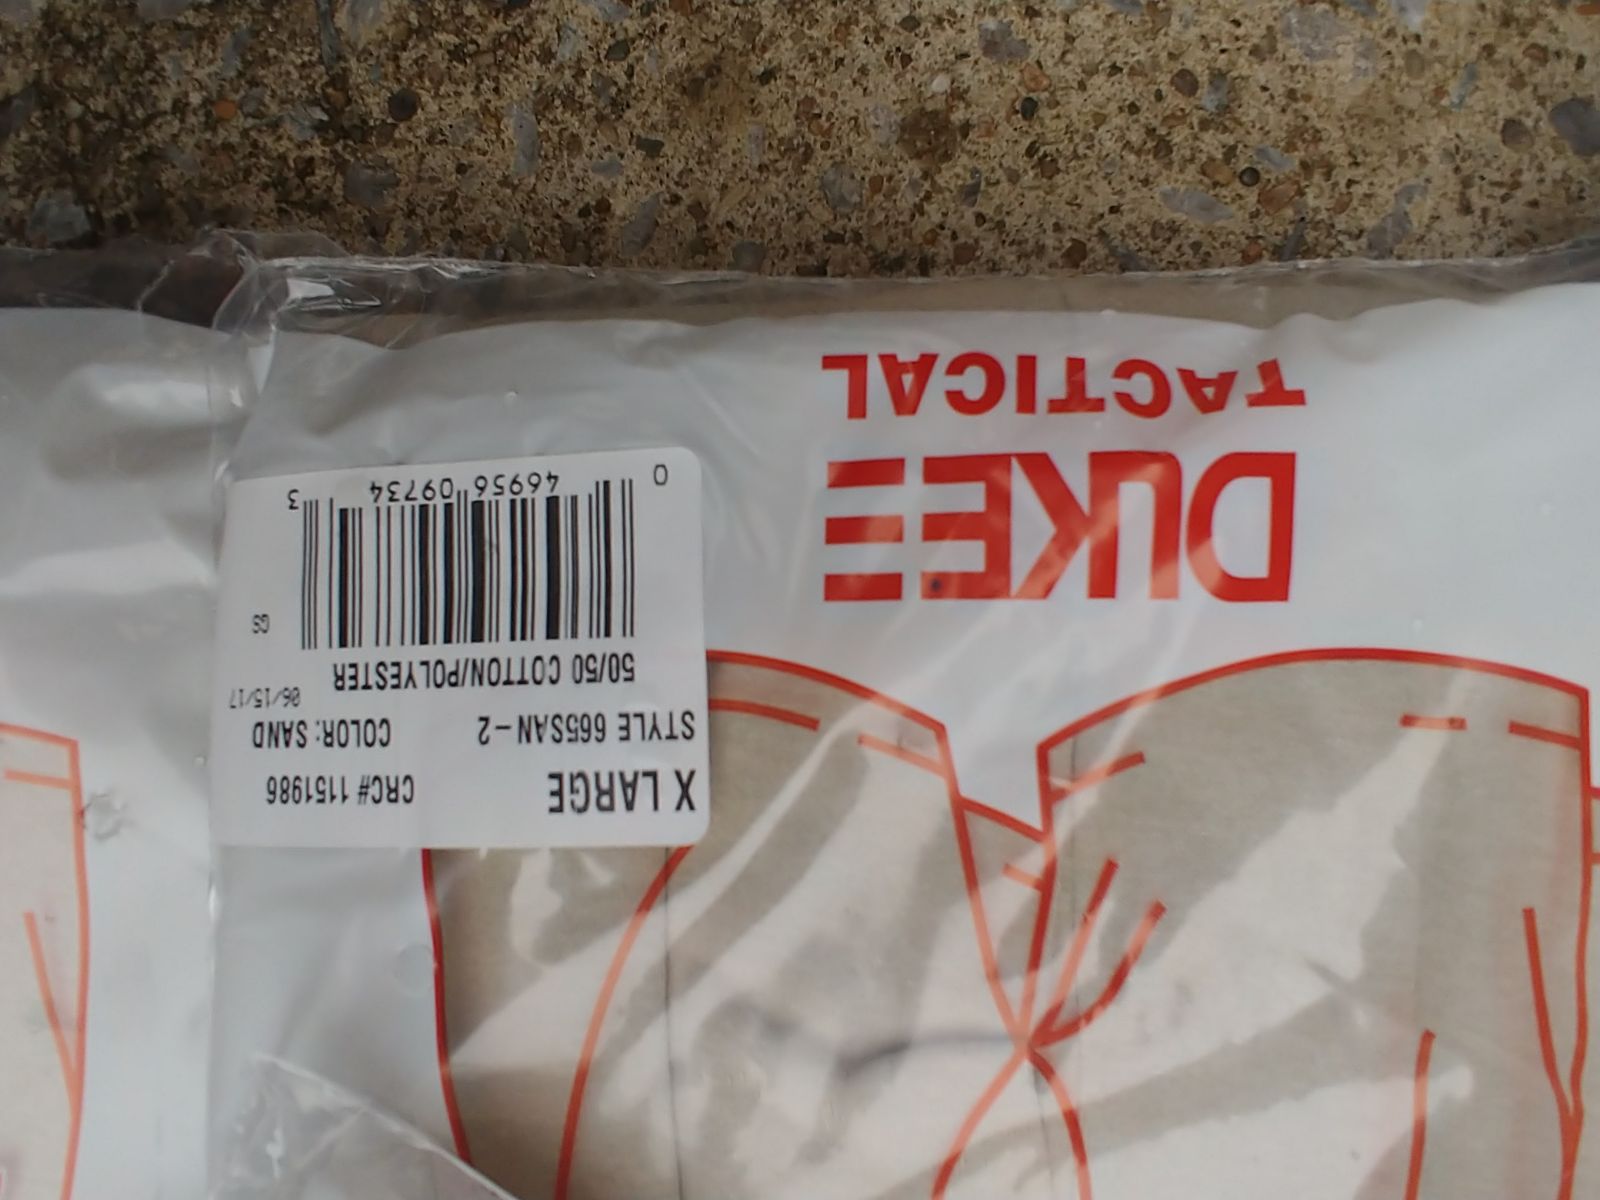 X LARGE CRC# 1151986
STYLE 665SAN-2 COLOR: SAND
06/15/17
50/50 COTTON/POLYESTER
GS
0 46956 09734 3
DUKE
TACTICAL